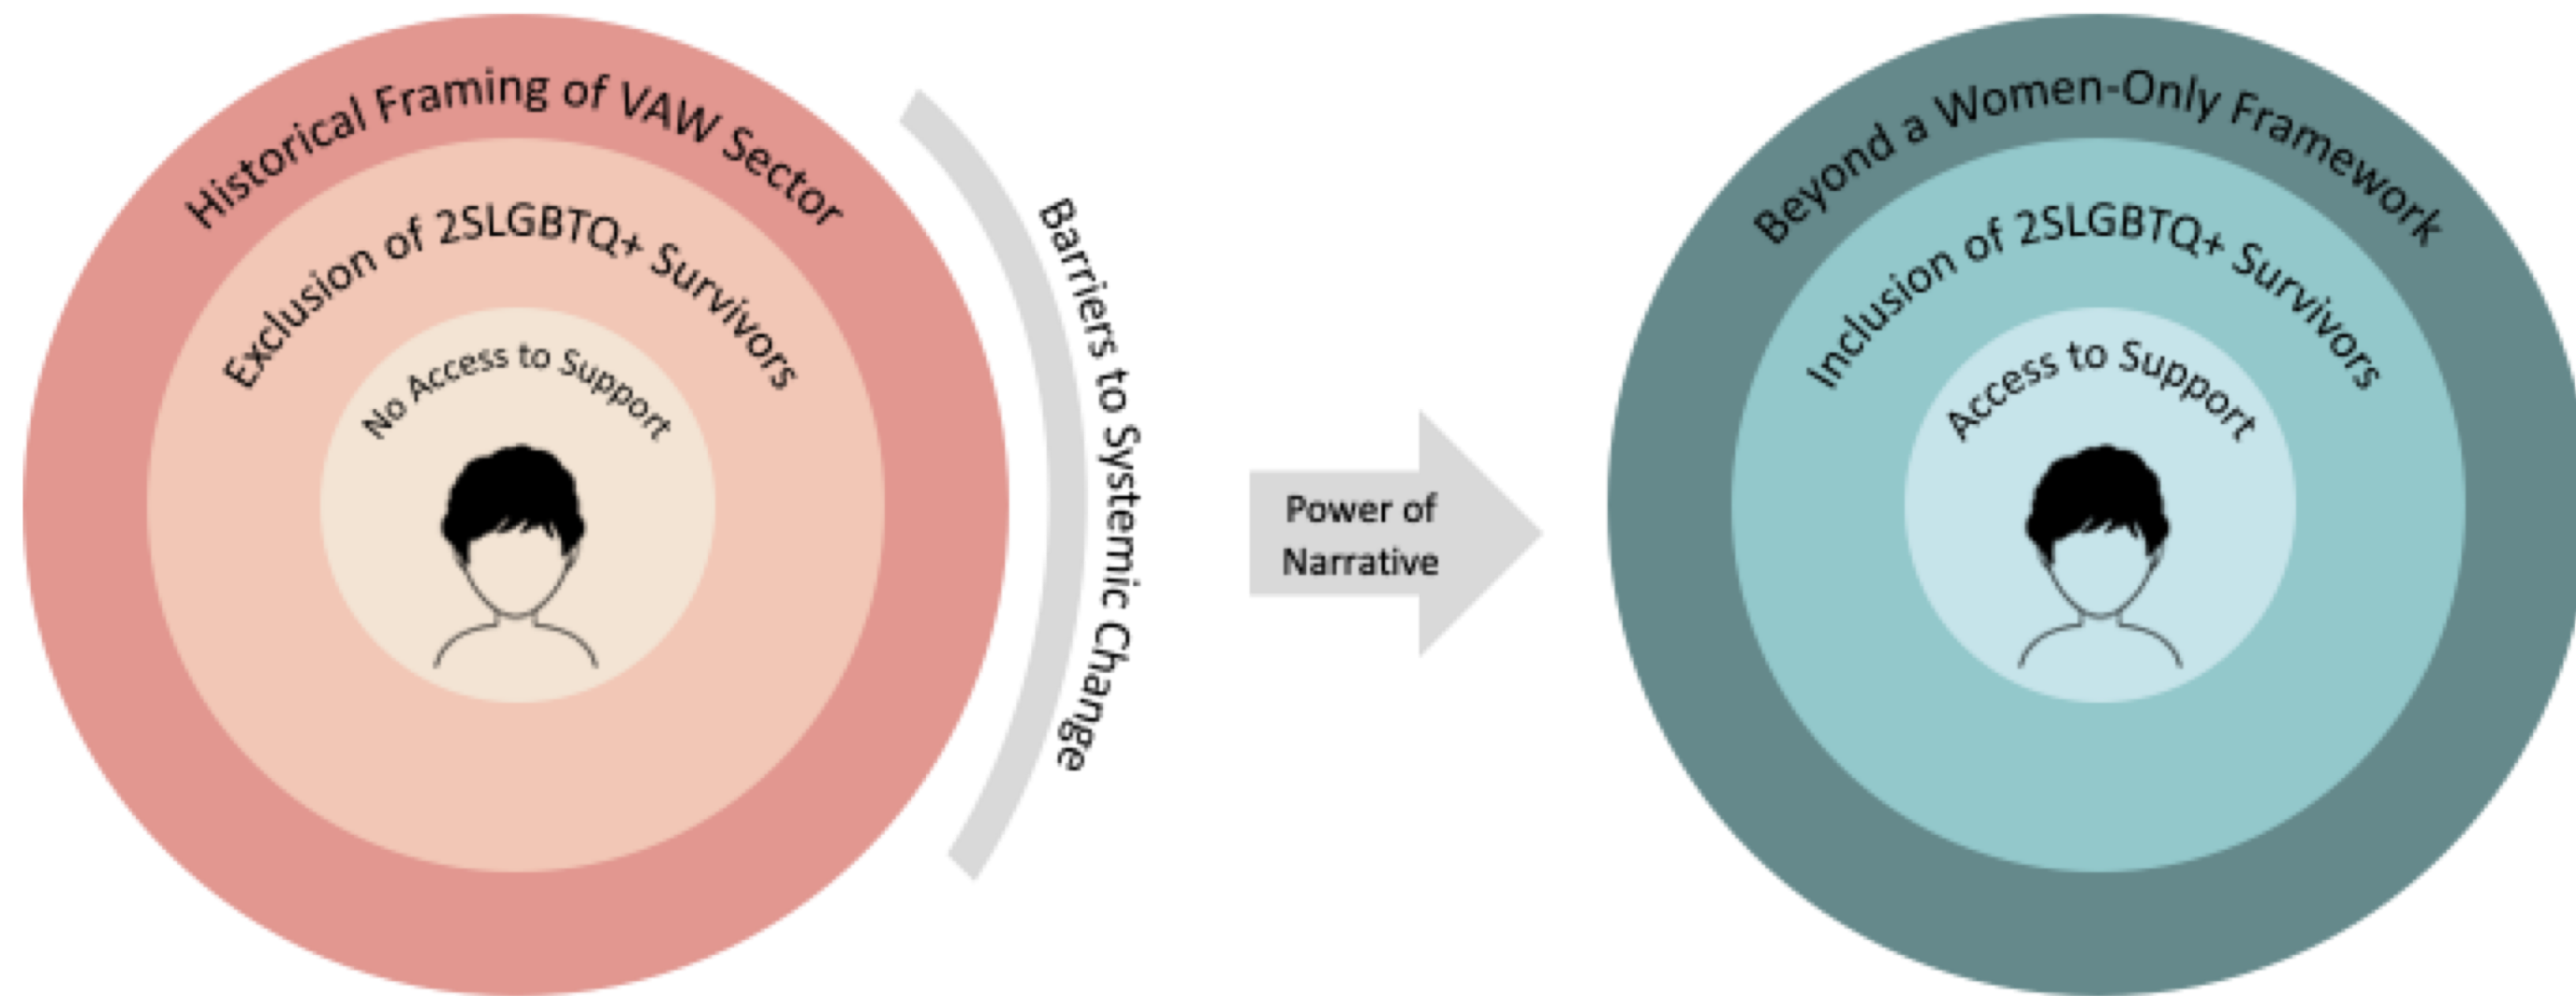 Historical Framing of VAW Sector
Exclusion of 2SLGBTQ+ Survivors
No Access to Support
Barriers to Systemic Change
Power of
Narrative
Beyond a Women-Only Framework
Inclusion of 2SLGBTQ+ Survivors
Access to Support